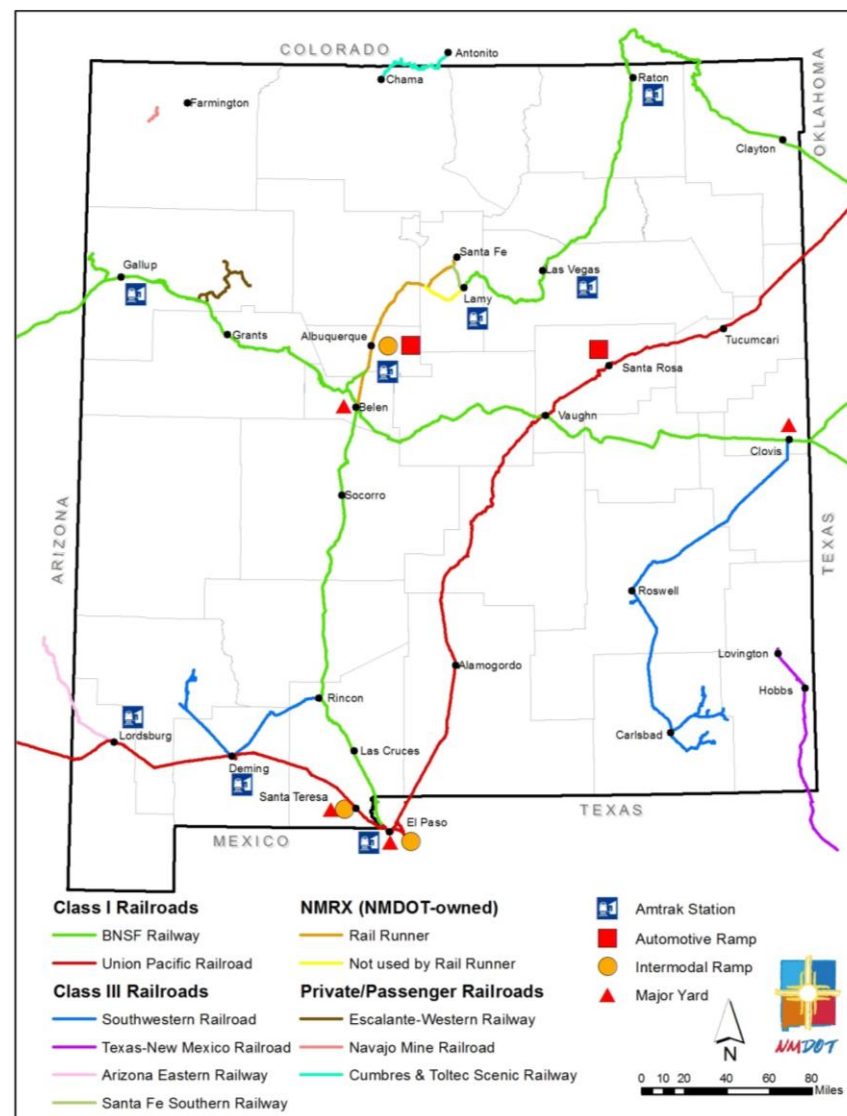 COLORADO
Antonito
Chama
Raton
OKLAHOMA
Farmington
Clayton
Santa Fe
Gallup
Las Vegas
Lamy
Grants
Albuquerque
Tucumcari
Santa Rosa
Belen
Vaughn
Clovis
Socorro
ARIZONA
TEXAS
Roswell
Lovington
Alamogordo
Hobbs
Rincon
Lordsburg
Carlsbad
Las Cruces
Deming
Santa Teresa
El Paso
TEXAS
MEXICO
Class I Railroads
BNSF Railway
Union Pacific Railroad
Class III Railroads
Southwestern Railroad
Texas-New Mexico Railroad
Arizona Eastern Railway
Santa Fe Southern Railway
NMRX (NMDOT-owned)
Rail Runner
Not used by Rail Runner
Private/Passenger Railroads
Escalante-Western Railway
Navajo Mine Railroad
Cumbres & Toltec Scenic Railway
Amtrak Station
Automotive Ramp
Intermodal Ramp
Major Yard
N
NMDOT
0 10 20 40 60 80
Miles